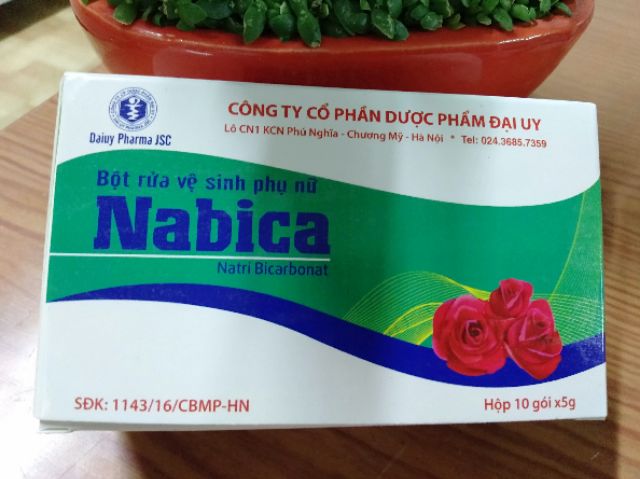 CÔNG TY CỔ PHẦN DƯỢC PHẨM ĐẠI UY
Lô CN1 KCN Phú Nghĩa - Chương Mỹ - Hà Nội * Tel: 024.3685.7359
Daiuy Pharma JSC
Bột rửa vệ sinh phụ nữ
Nabica
Natri Bicarbonat
SĐK: 1143/16/CBMP-HN
Hộp 10 gói x5g